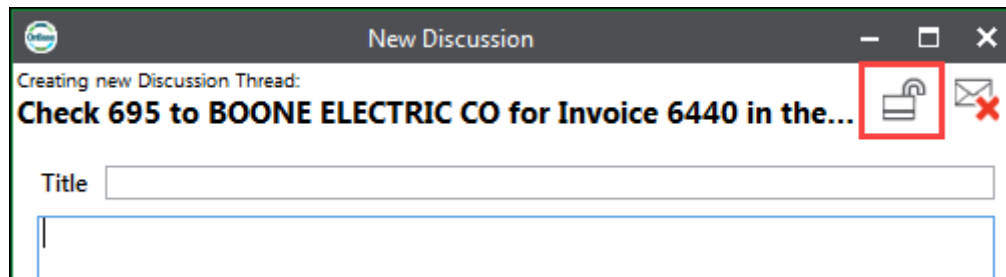 New Discussion
Creating new Discussion Thread:
Check 695 to BOONE ELECTRIC CO for Invoice 6440 in the...
Title